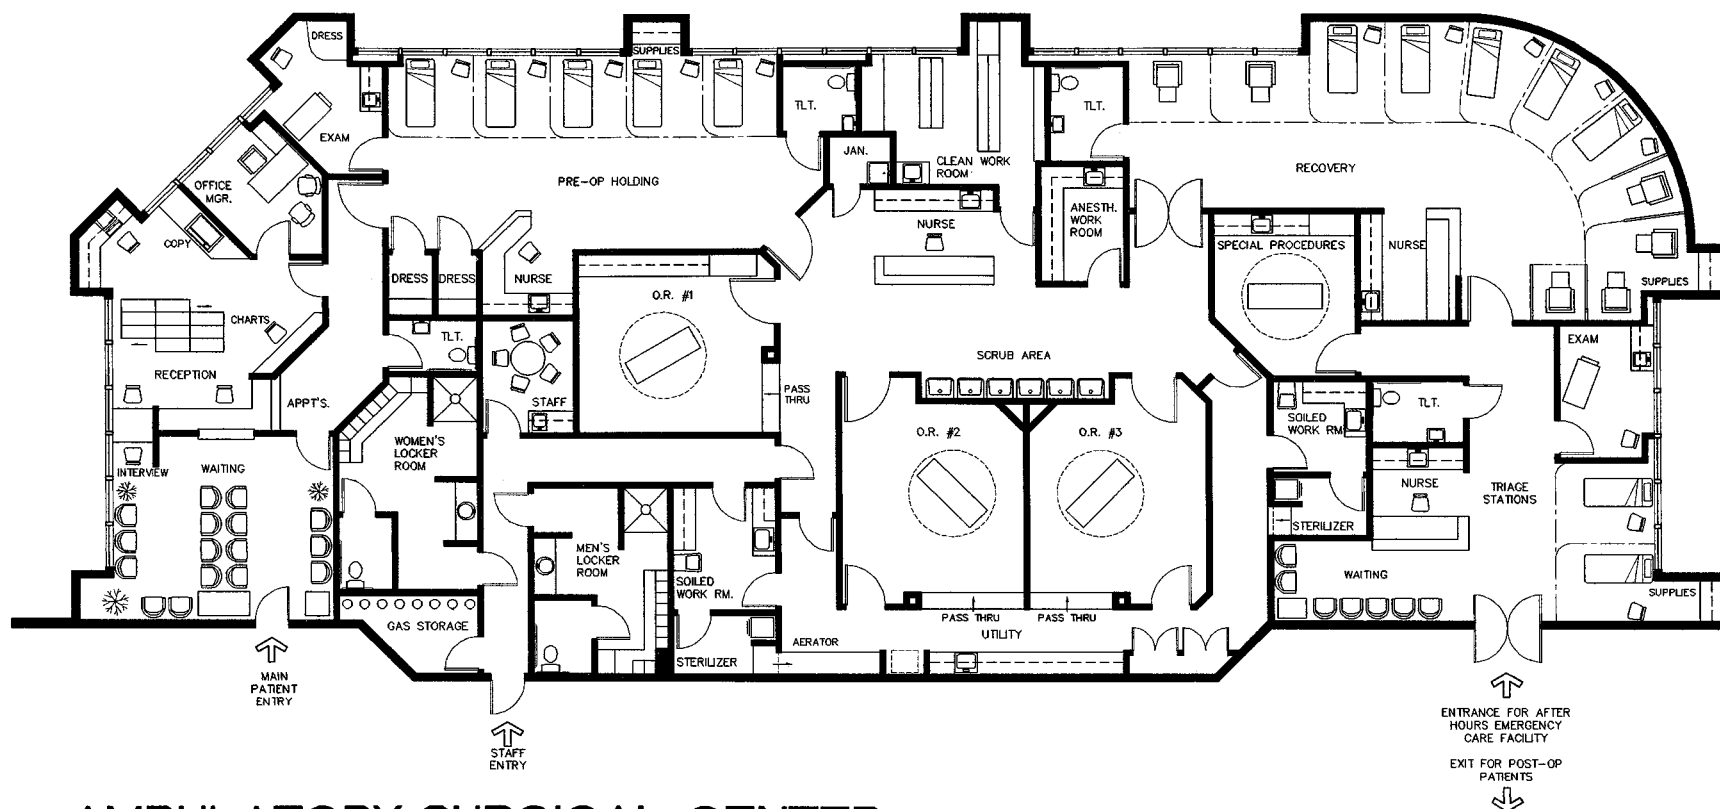 DRESS
SUPPLIES
EXAM
TLT.
JAN.
CLEAN WORK
ROOM
TLT.
RECOVERY
OFFICE
MGR.
PRE-OP HOLDING
ANESTH.
WORK
ROOM
COPY
NURSE
SPECIAL PROCEDURES
NURSE
DRESS
DRESS
NURSE
SUPPLIES
O.R. #1
CHARTS
TLT.
SCRUB AREA
EXAM
RECEPTION
PASS
THRU
STAFF
APPT'S.
TLT.
SOILED
WORK RM
O.R. #2
O.R. #3
WOMEN'S
LOCKER
ROOM
INTERVIEW
WAITING
NURSE
TRIAGE
STATIONS
STERILIZER
MEN'S
LOCKER
ROOM
SOILED
WORK RM.
WAITING
SUPPLIES
GAS STORAGE
PASS THRU
PASS THRU
UTILITY
AERATOR
STERILIZER
MAIN
PATIENT
ENTRY
STAFF
ENTRY
ENTRANCE FOR AFTER
HOURS EMERGENCY
CARE FACILITY
EXIT FOR POST-OP
PATIENTS
AMBULATORY SURGICAL CENTER